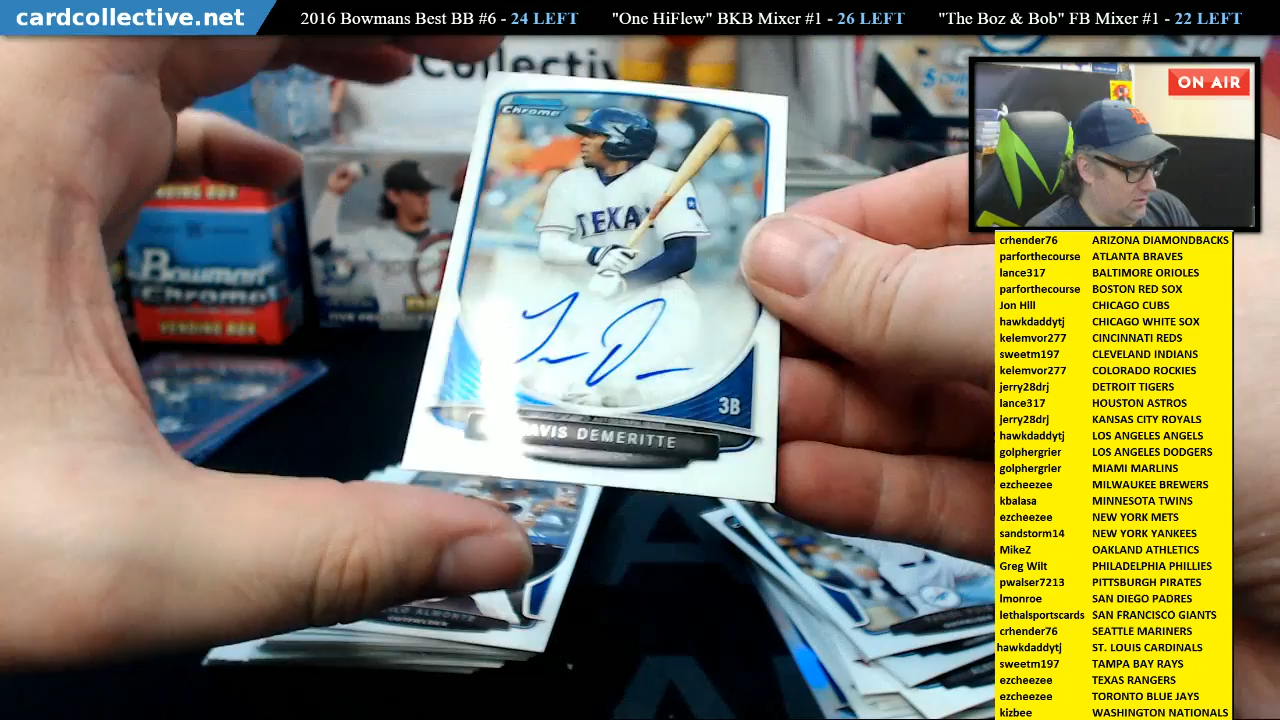 cardcollective.net
2016 Bowmans Best BB #6 - 24 LEFT
"One HiFlew" BKB Mixer #1 - 26 LEFT
"The Boz & Bob" FB Mixer #1 - 22 LEFT
Collectiv
ON AIR
Chrome
TEXA
Bowman
Chrome
VENDING BOX
3B
AVIS DEMERITTE
ALMONTE
OUTFIELDER
crhender76 ARIZONA DIAMONDBACKS
parforthecourse ATLANTA BRAVES
lance317 BALTIMORE ORIOLES
parforthecourse BOSTON RED SOX
Jon Hill CHICAGO CUBS
hawkdaddytj CHICAGO WHITE SOX
kelemvor277 CINCINNATI REDS
sweetm197 CLEVELAND INDIANS
kelemvor277 COLORADO ROCKIES
jerry28drj DETROIT TIGERS
lance317 HOUSTON ASTROS
jerry28drj KANSAS CITY ROYALS
hawkdaddytj LOS ANGELES ANGELS
golphergrier LOS ANGELES DODGERS
golphergrier MIAMI MARLINS
ezcheezee MILWAUKEE BREWERS
kbalasa MINNESOTA TWINS
ezcheezee NEW YORK METS
sandstorm14 NEW YORK YANKEES
MikeZ OAKLAND ATHLETICS
Greg Wilt PHILADELPHIA PHILLIES
pwalser7213 PITTSBURGH PIRATES
lmonroe SAN DIEGO PADRES
lethalsportscards SAN FRANCISCO GIANTS
crhender76 SEATTLE MARINERS
hawkdaddytj ST. LOUIS CARDINALS
sweetm197 TAMPA BAY RAYS
ezcheezee TEXAS RANGERS
ezcheezee TORONTO BLUE JAYS
kizbee WASHINGTON NATIONALS